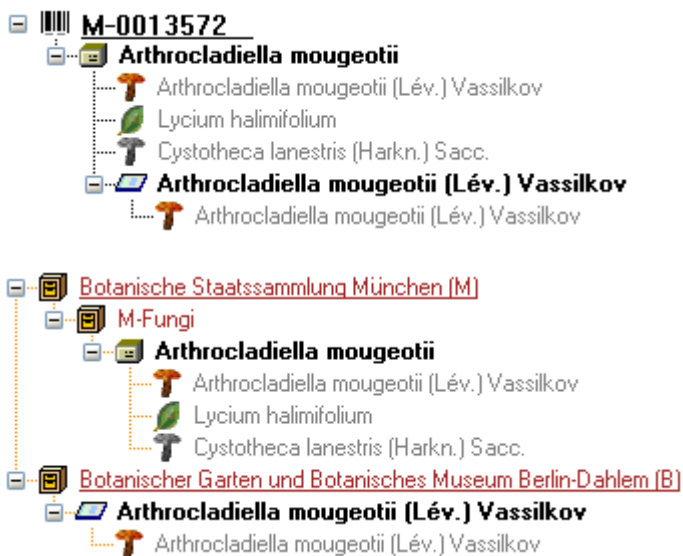 M-0013572
Arthrocladiella mougeotii
Arthrocladiella mougeotii (Lév.) Vassilkov
Lycium halimifolium
Cystotheca lanestris (Harkn.) Sacc.
Arthrocladiella mougeotii (Lév.) Vassilkov
Arthrocladiella mougeotii (Lév.) Vassilkov
Botanische Staatssammlung München (M)
M-Fungi
Arthrocladiella mougeotii
Arthrocladiella mougeotii (Lév.) Vassilkov
Lycium halimifolium
Cystotheca lanestris (Harkn.) Sacc.
Botanischer Garten und Botanisches Museum Berlin-Dahlem (B)
Arthrocladiella mougeotii (Lév.) Vassilkov
Arthrocladiella mougeotii (Lév.) Vassilkov